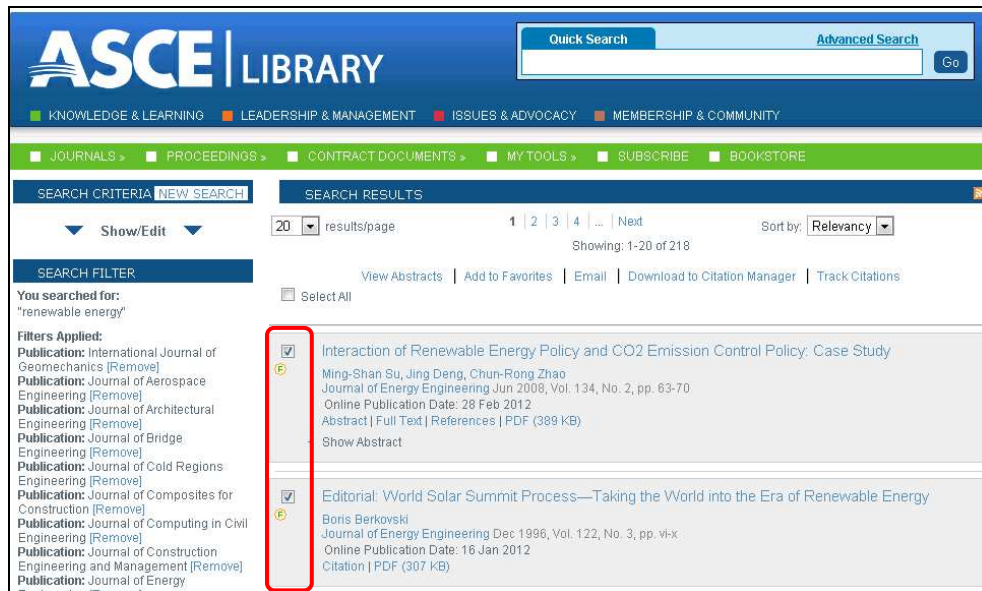 ASCE LIBRARY
Quick Search Advanced Search
Go
KNOWLEDGE & LEARNING LEADERSHIP & MANAGEMENT ISSUES & ADVOCACY MEMBERSHIP & COMMUNITY
JOURNALS » PROCEEDINGS » CONTRACT DOCUMENTS » MY TOOLS » SUBSCRIBE BOOKSTORE
SEARCH CRITERIA NEW SEARCH
Show/Edit
SEARCH FILTER
You searched for:
"renewable energy"
Filters Applied:
Publication: International Journal of
Geomechanics [Remove]
Publication: Journal of Aerospace
Engineering [Remove]
Publication: Journal of Architectural
Engineering [Remove]
Publication: Journal of Bridge
Engineering [Remove]
Publication: Journal of Cold Regions
Engineering [Remove]
Publication: Journal of Composites for
Construction [Remove]
Publication: Journal of Computing in Civil
Engineering [Remove]
Publication: Journal of Construction
Engineering and Management [Remove]
Publication: Journal of Energy
SEARCH RESULTS
20 results/page
1 | 2 | 3 | 4 | ... | Next
Sort by: Relevancy
Showing: 1-20 of 218
View Abstracts | Add to Favorites | Email | Download to Citation Manager | Track Citations
Select All
Interaction of Renewable Energy Policy and CO2 Emission Control Policy: Case Study
F
Ming-Shan Su, Jing Deng, Chun-Rong Zhao
Journal of Energy Engineering Jun 2008, Vol. 134, No. 2, pp. 63-70
Online Publication Date: 28 Feb 2012
Abstract | Full Text | References | PDF (389 KB)
Show Abstract
Editorial: World Solar Summit Process—Taking the World into the Era of Renewable Energy
F
Boris Berkovski
Journal of Energy Engineering Dec 1996, Vol. 122, No. 3, pp. vi-x
Online Publication Date: 16 Jan 2012
Citation | PDF (307 KB)